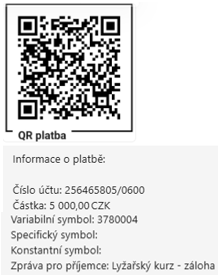 QR platba
Informace o platbě:
Číslo účtu: 256465805/0600
Částka: 5 000,00 CZK
Variabilní symbol: 3780004
Specifický symbol:
Konstantní symbol:
Zpráva pro příjemce: Lyžařský kurz - záloha